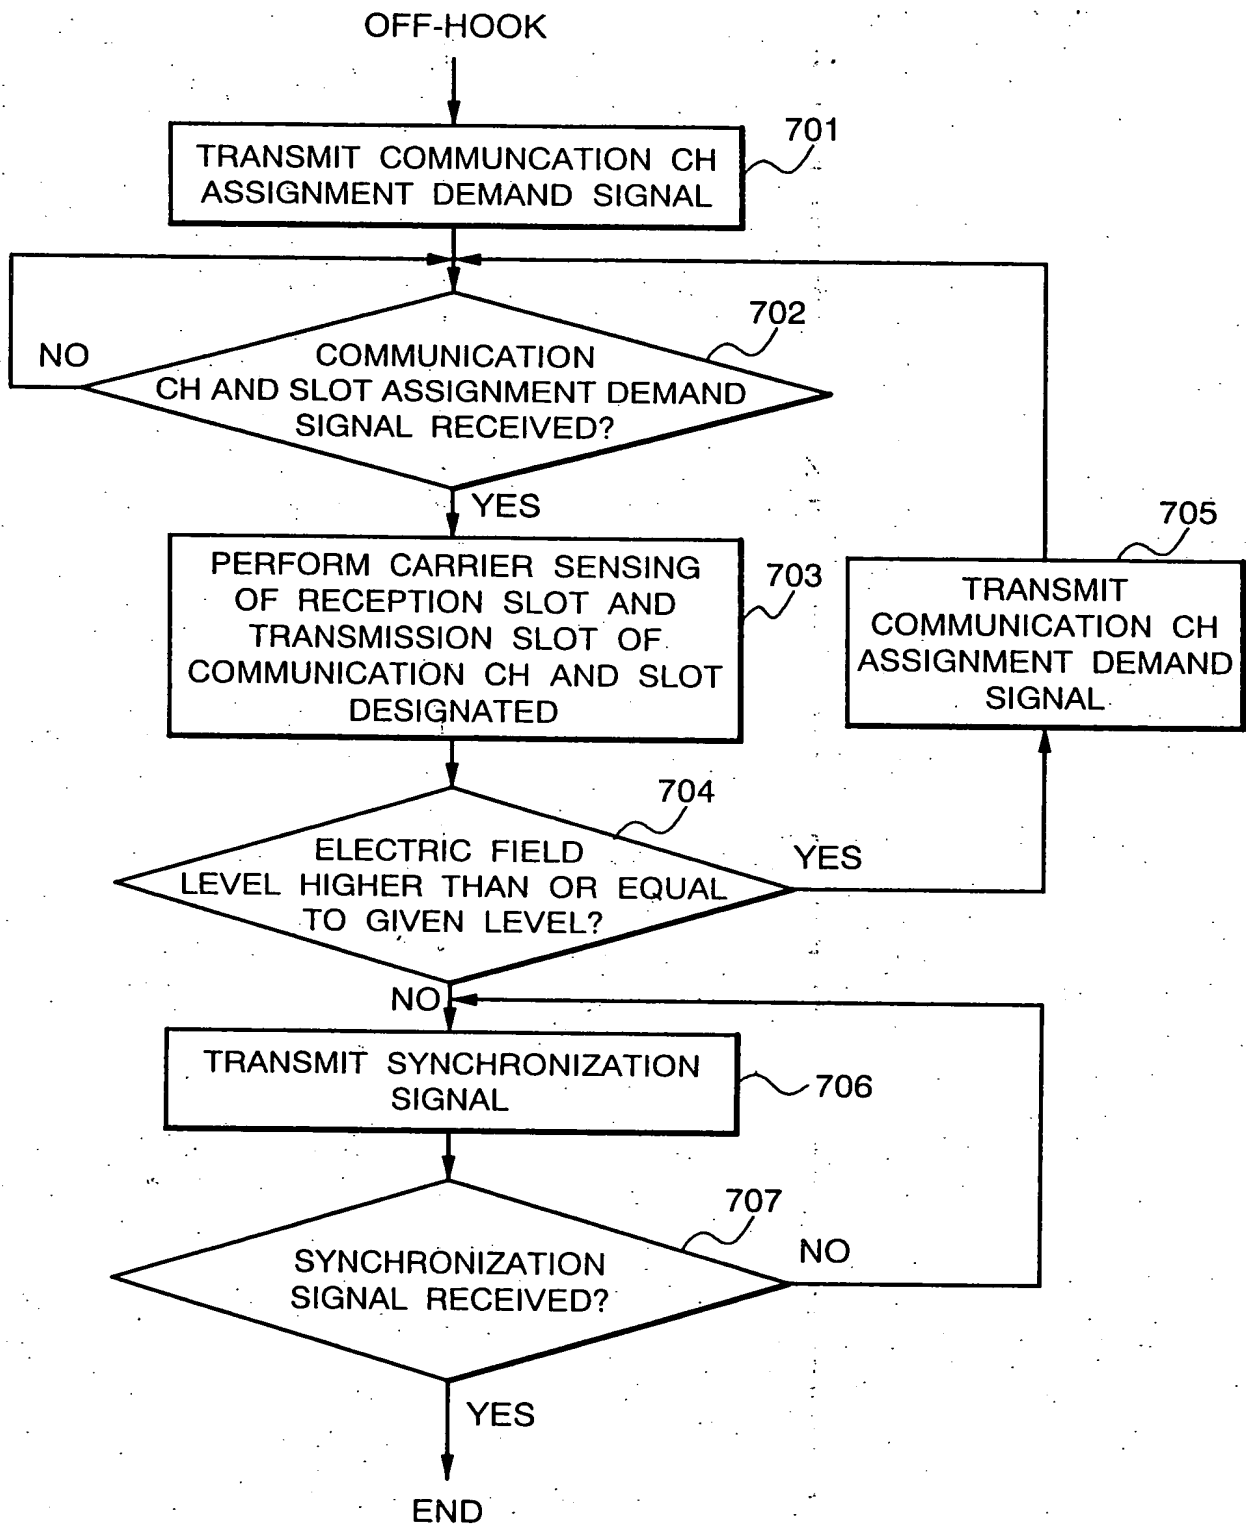 OFF-HOOK
701
TRANSMIT COMMUNCATION CH
ASSIGNMENT DEMAND SIGNAL
702
NO
COMMUNICATION
CH AND SLOT ASSIGNMENT DEMAND
SIGNAL RECEIVED?
YES
703
PERFORM CARRIER SENSING
OF RECEPTION SLOT AND
TRANSMISSION SLOT OF
COMMUNICATION CH AND SLOT
DESIGNATED
705
TRANSMIT
COMMUNICATION CH
ASSIGNMENT DEMAND
SIGNAL
704
ELECTRIC FIELD
LEVEL HIGHER THAN OR EQUAL
TO GIVEN LEVEL?
YES
NO
TRANSMIT SYNCHRONIZATION
SIGNAL
706
707
SYNCHRONIZATION
SIGNAL RECEIVED?
NO
YES
END